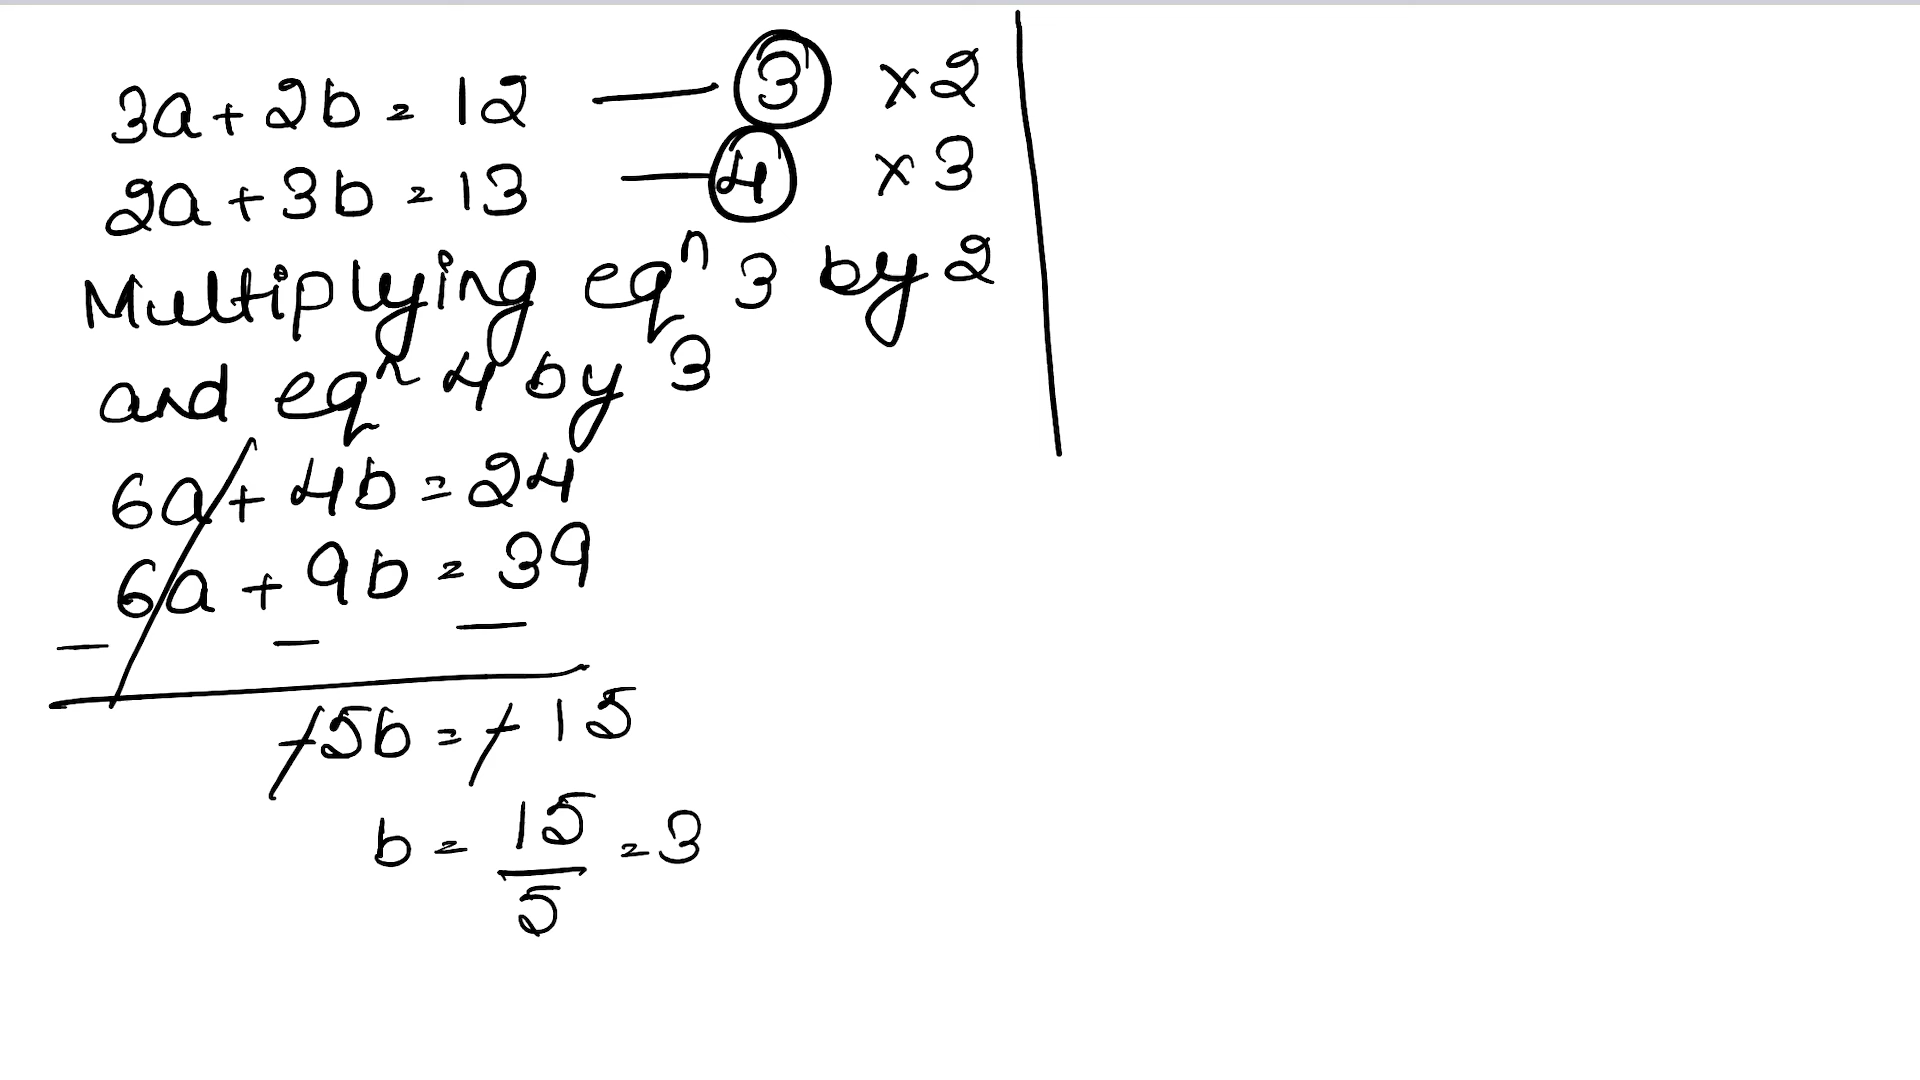 3a + 2b = 12 — ③ ×2
2a + 3b = 13 — ④ ×3
Multiplying eqⁿ 3 by 2
and eqⁿ 4 by 3
6a + 4b = 24
6a + 9b = 39
− − −
-5b = -15
b = 15/5 = 3